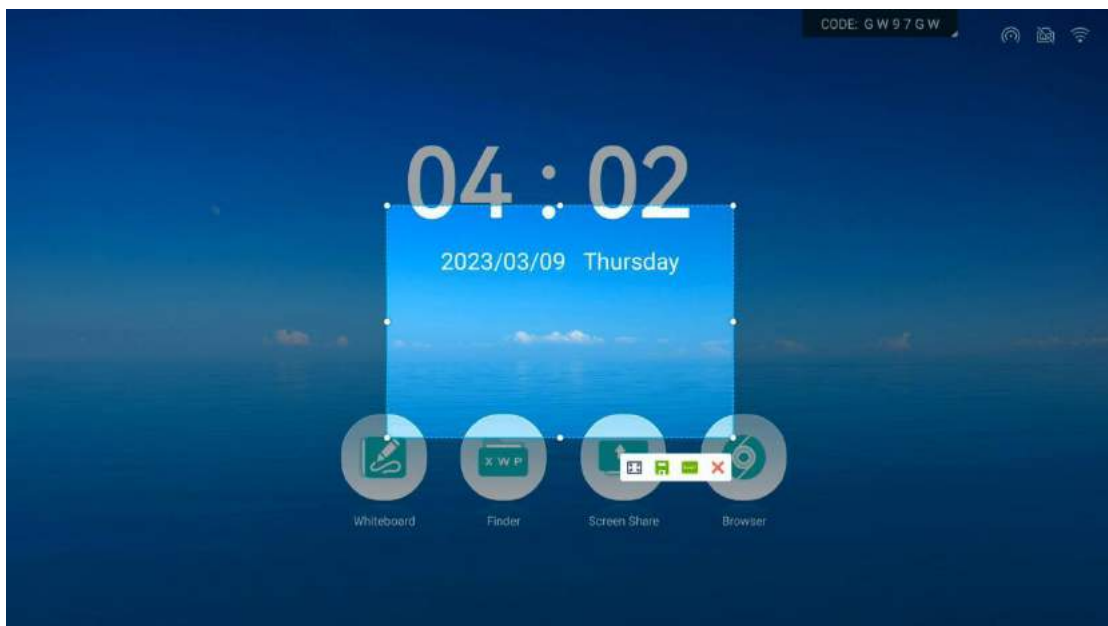 CODE: G W 9 7 G W
04 : 02
2023/03/09 Thursday
X W P
Whiteboard Finder Screen Share Browser